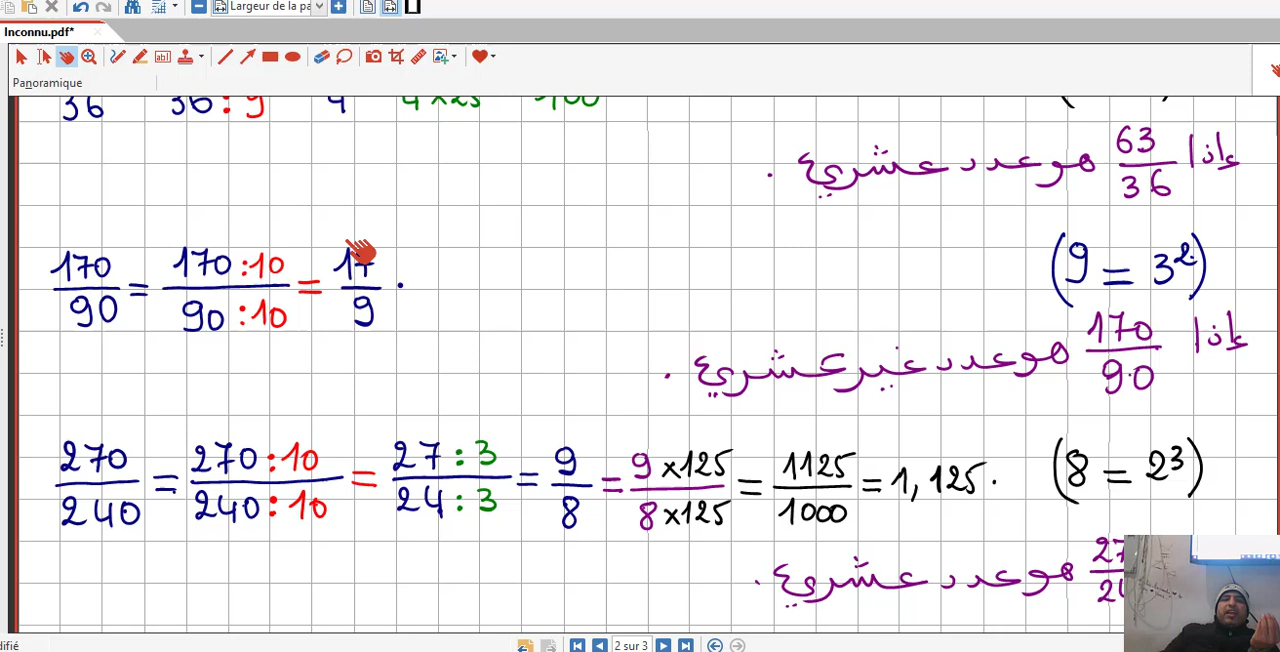 Largeur de la pa
Inconnu.pdf*
Panoramique
36 36 : 9 4 4 × 25 100
إذا 63/36 هو عدد عشري .
170/90 = 170 : 10/90 : 10 = 17/9 . (9 = 3²)
إذا 170/90 هو عدد غير عشري .
270/240 = 270 : 10/240 : 10 = 27 : 3/24 : 3 = 9/8 = 9 × 125/8 × 125 = 1125/1000 = 1,125 . (8 = 2³)
27 24 هو عدد عشري .
ifié 2 sur 3